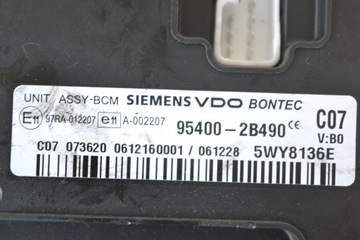 UNIT ASSY-BCM SIEMENS VDO BONTEC
E11 97RA-012207 e11 A-002207 95400-2B490 CE C07
V:B0
C07 073620 0612160001 / 061228 5WY8136E